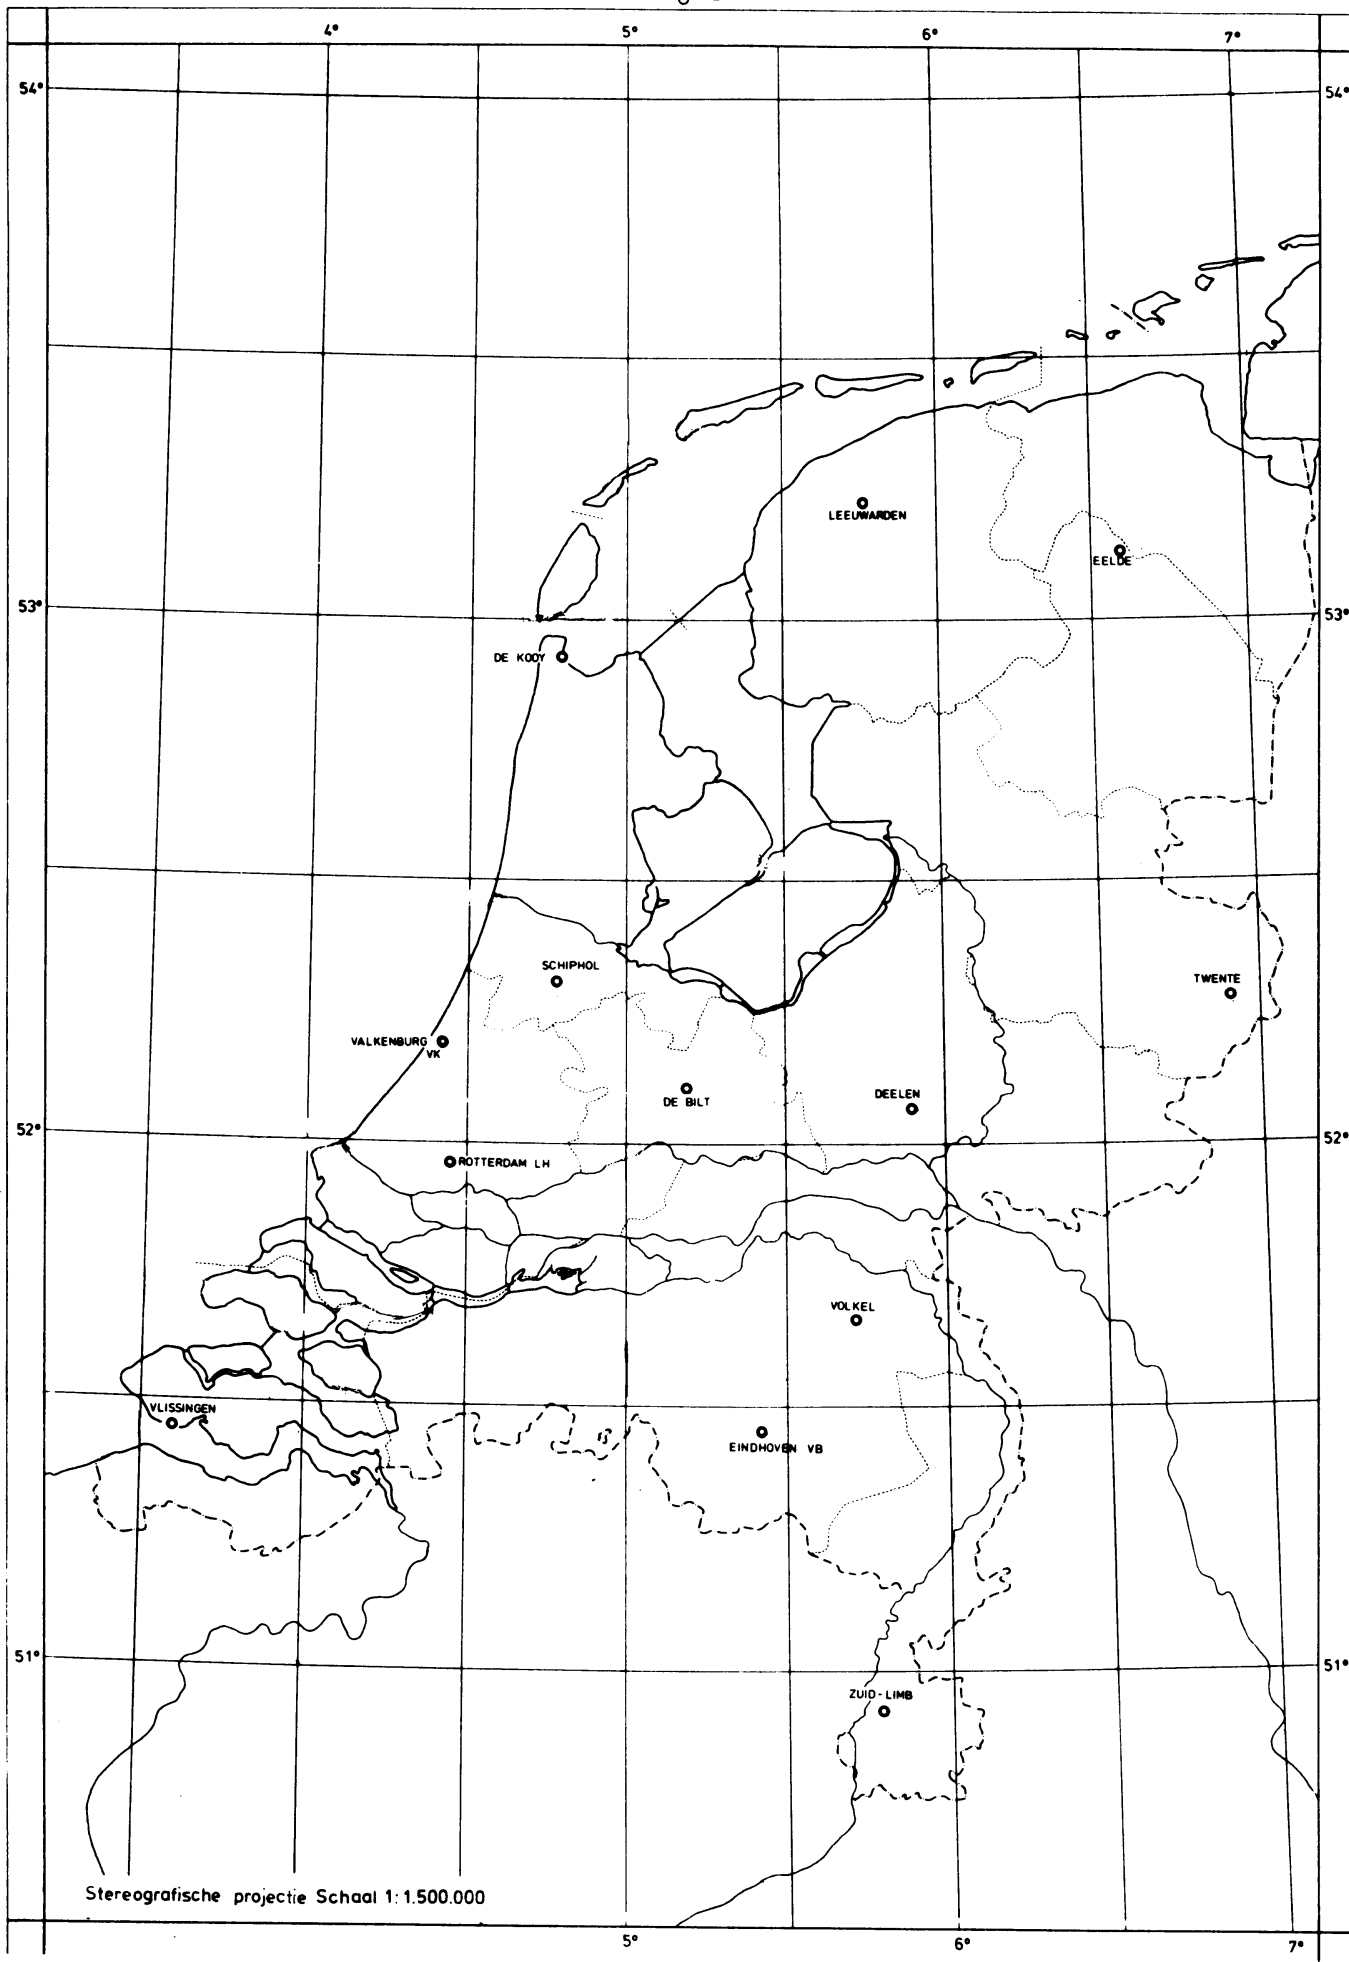 4° 5° 6° 7°
54° 54°
LEEUWARDEN
EELDE
53° 53°
DE KOOY
SCHIPHOL
TWENTE
VALKENBURG
VK
DE BILT
DEELEN
52° 52°
ROTTERDAM LH
VOLKEL
VLISSINGEN
EINDHOVEN VB
51° 51°
ZUID-LIMB
Stereografische projectie Schaal 1:1.500.000
5° 6° 7°